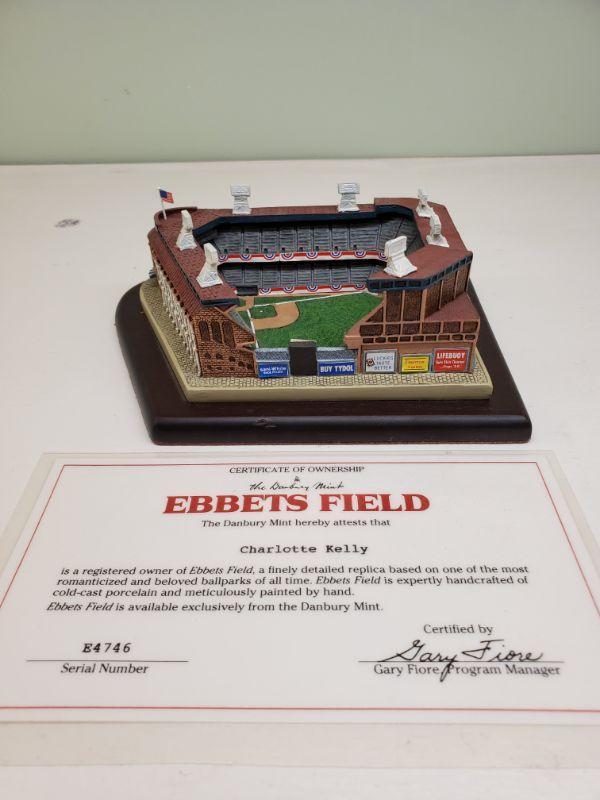 LUCKIES
TASTE
BETTER
LIFEBUOY
BUY TYDOL
CERTIFICATE OF OWNERSHIP
the Danbury Mint
EBBETS FIELD
The Danbury Mint hereby attests that
Charlotte Kelly
is a registered owner of Ebbets Field, a finely detailed replica based on one of the most
romanticized and beloved ballparks of all time. Ebbets Field is expertly handcrafted of
cold-cast porcelain and meticulously painted by hand.
Ebbets Field is available exclusively from the Danbury Mint.
Certified by
E4746
Gary Fiore
Serial Number
Gary Fiore Program Manager